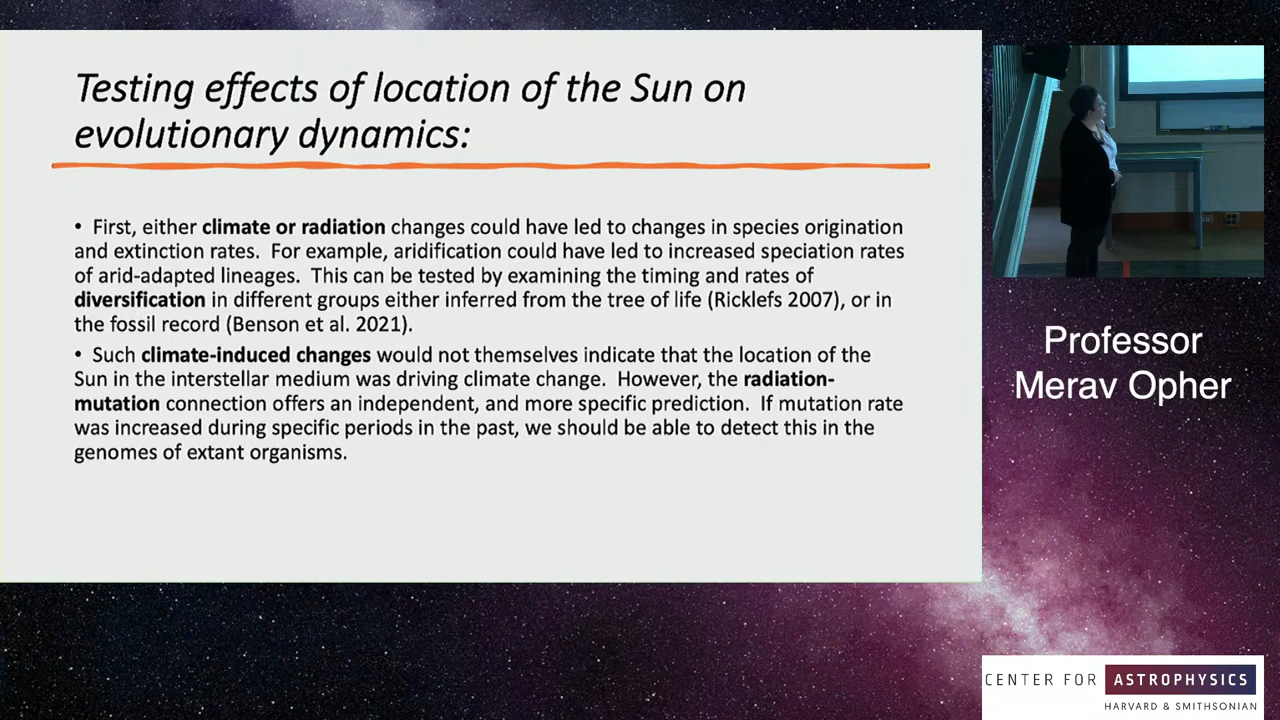 Testing effects of location of the Sun on
evolutionary dynamics:
• First, either climate or radiation changes could have led to changes in species origination
and extinction rates. For example, aridification could have led to increased speciation rates
of arid-adapted lineages. This can be tested by examining the timing and rates of
diversification in different groups either inferred from the tree of life (Ricklefs 2007), or in
the fossil record (Benson et al. 2021).
• Such climate-induced changes would not themselves indicate that the location of the
Sun in the interstellar medium was driving climate change. However, the radiation-
mutation connection offers an independent, and more specific prediction. If mutation rate
was increased during specific periods in the past, we should be able to detect this in the
genomes of extant organisms.
Professor
Merav Opher
CENTER FOR ASTROPHYSICS
HARVARD & SMITHSONIAN